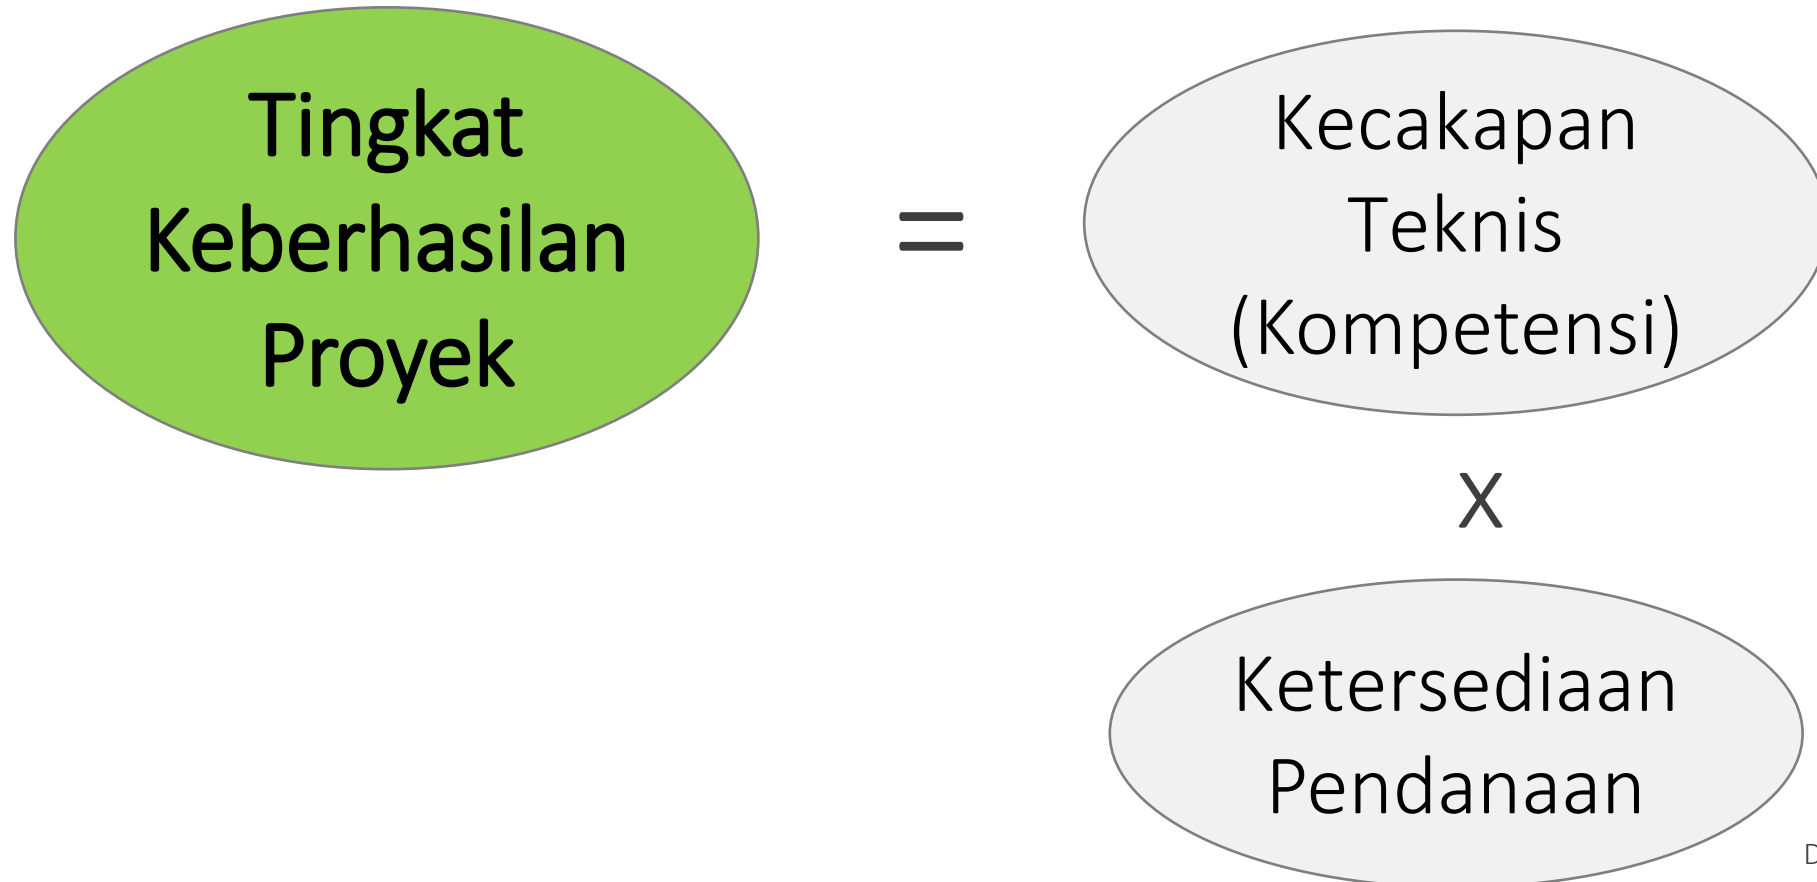 Tingkat
Keberhasilan
Proyek
=
Kecakapan
Teknis
(Kompetensi)
X
Ketersediaan
Pendanaan